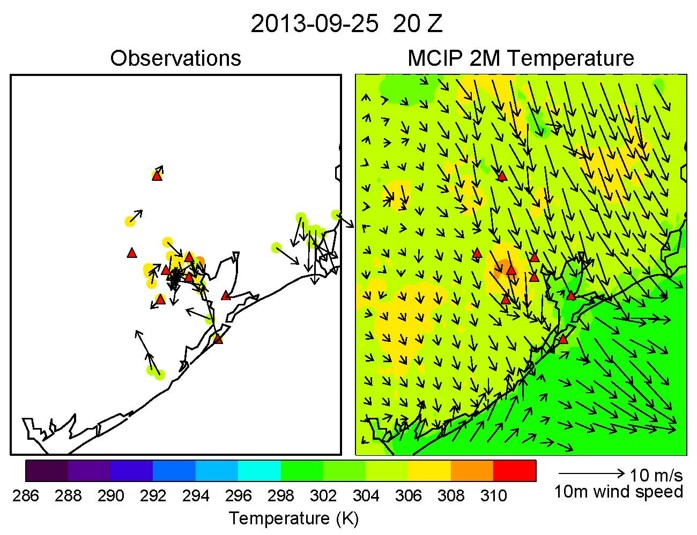 2013-09-25 20 Z
Observations
MCIP 2M Temperature
286 288 290 292 294 296 298 300 302 304 306 308 310
10 m/s
10m wind speed
Temperature (K)